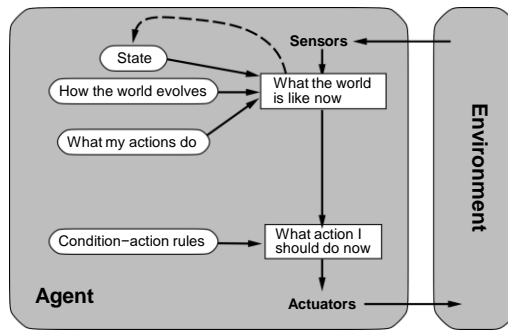 Sensors
State
What the world
is like now
How the world evolves
What my actions do
Condition−action rules
What action I
should do now
Agent
Actuators
Environment